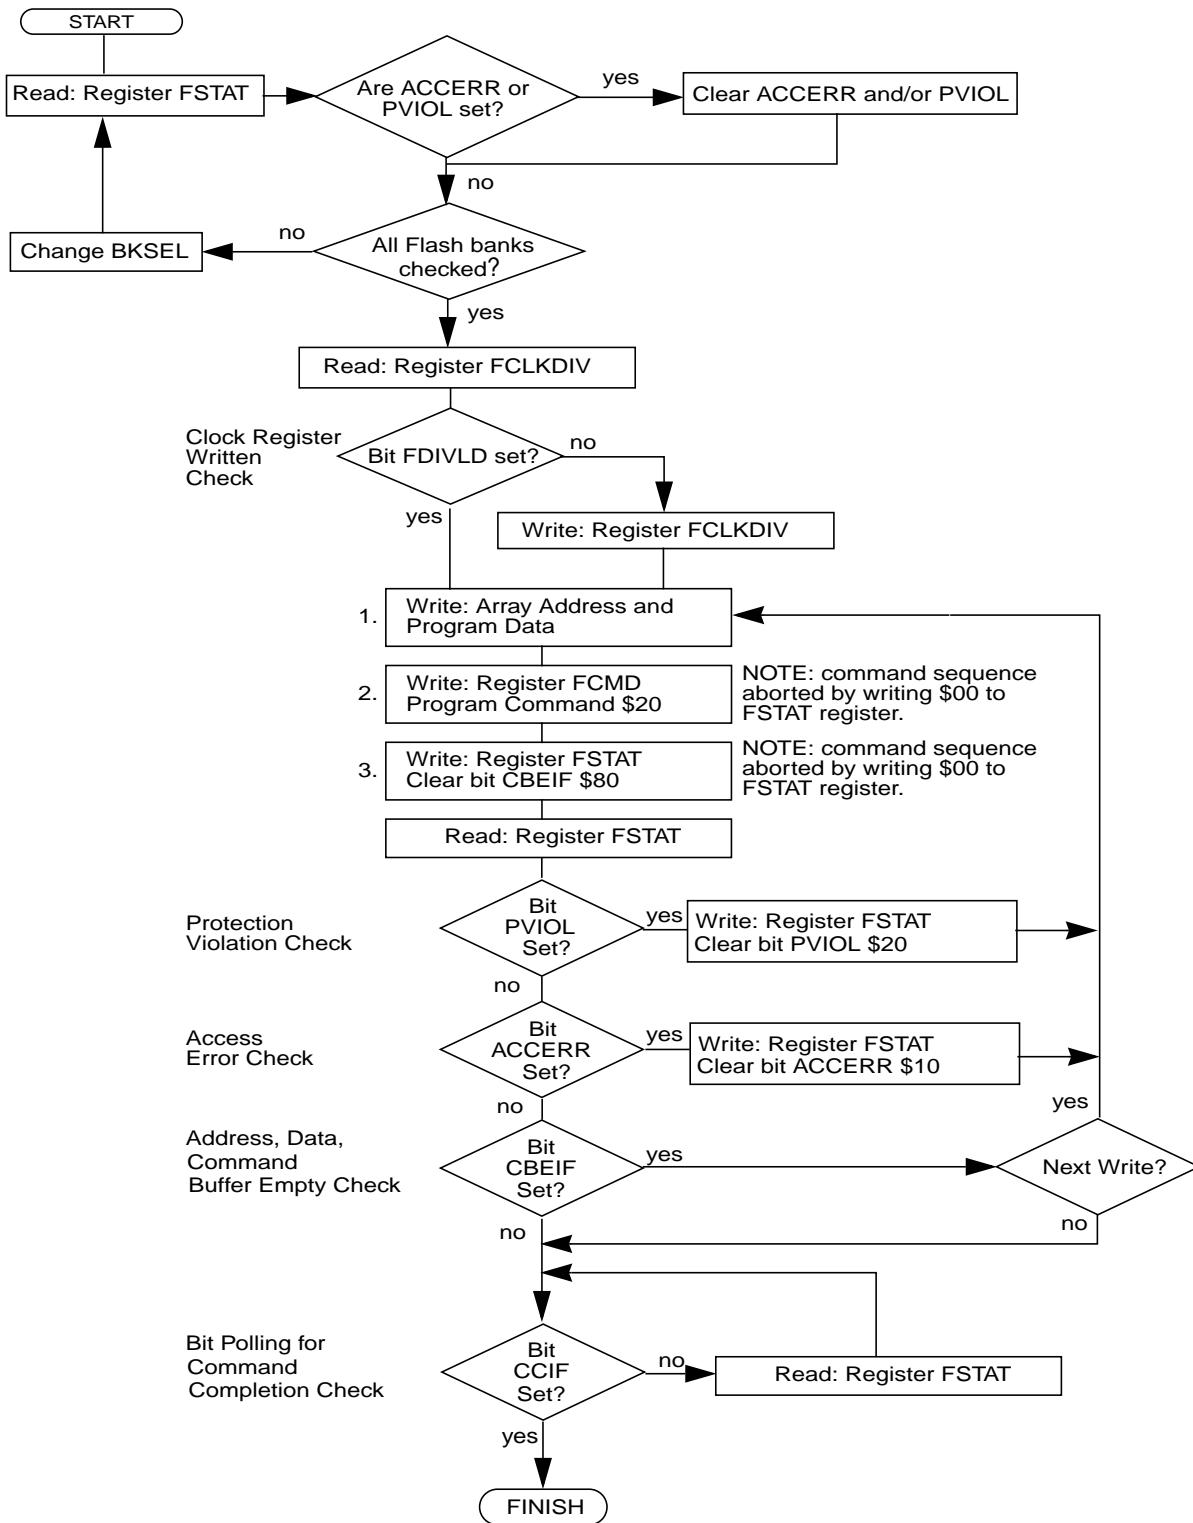 START
Read: Register FSTAT
Are ACCERR or
PVIOL set?
yes
Clear ACCERR and/or PVIOL
no
Change BKSEL
no
All Flash banks
checked?
yes
Read: Register FCLKDIV
Clock Register
Written
Check
Bit FDIVLD set?
no
yes
Write: Register FCLKDIV
1.
Write: Array Address and
Program Data
2.
Write: Register FCMD
Program Command $20
NOTE: command sequence
aborted by writing $00 to
FSTAT register.
3.
Write: Register FSTAT
Clear bit CBEIF $80
NOTE: command sequence
aborted by writing $00 to
FSTAT register.
Read: Register FSTAT
Protection
Violation Check
Bit
PVIOL
Set?
yes
Write: Register FSTAT
Clear bit PVIOL $20
no
Access
Error Check
Bit
ACCERR
Set?
yes
Write: Register FSTAT
Clear bit ACCERR $10
no
yes
Address, Data,
Command
Buffer Empty Check
Bit
CBEIF
Set?
yes
Next Write?
no
no
Bit Polling for
Command
Completion Check
Bit
CCIF
Set?
no
Read: Register FSTAT
yes
FINISH